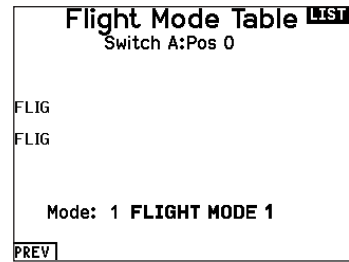 Flight Mode Table LIST
Switch A:Pos 0
FLIG
FLIG
Mode: 1 FLIGHT MODE 1
PREV